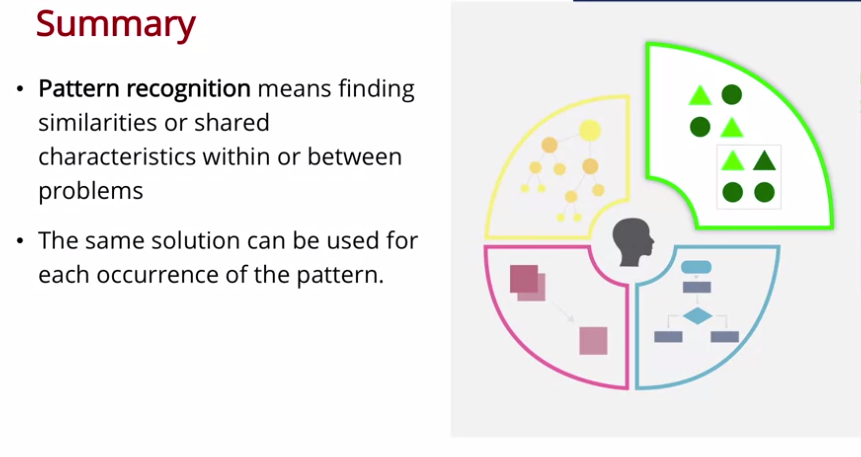 Summary
• Pattern recognition means finding
similarities or shared
characteristics within or between
problems
• The same solution can be used for
each occurrence of the pattern.